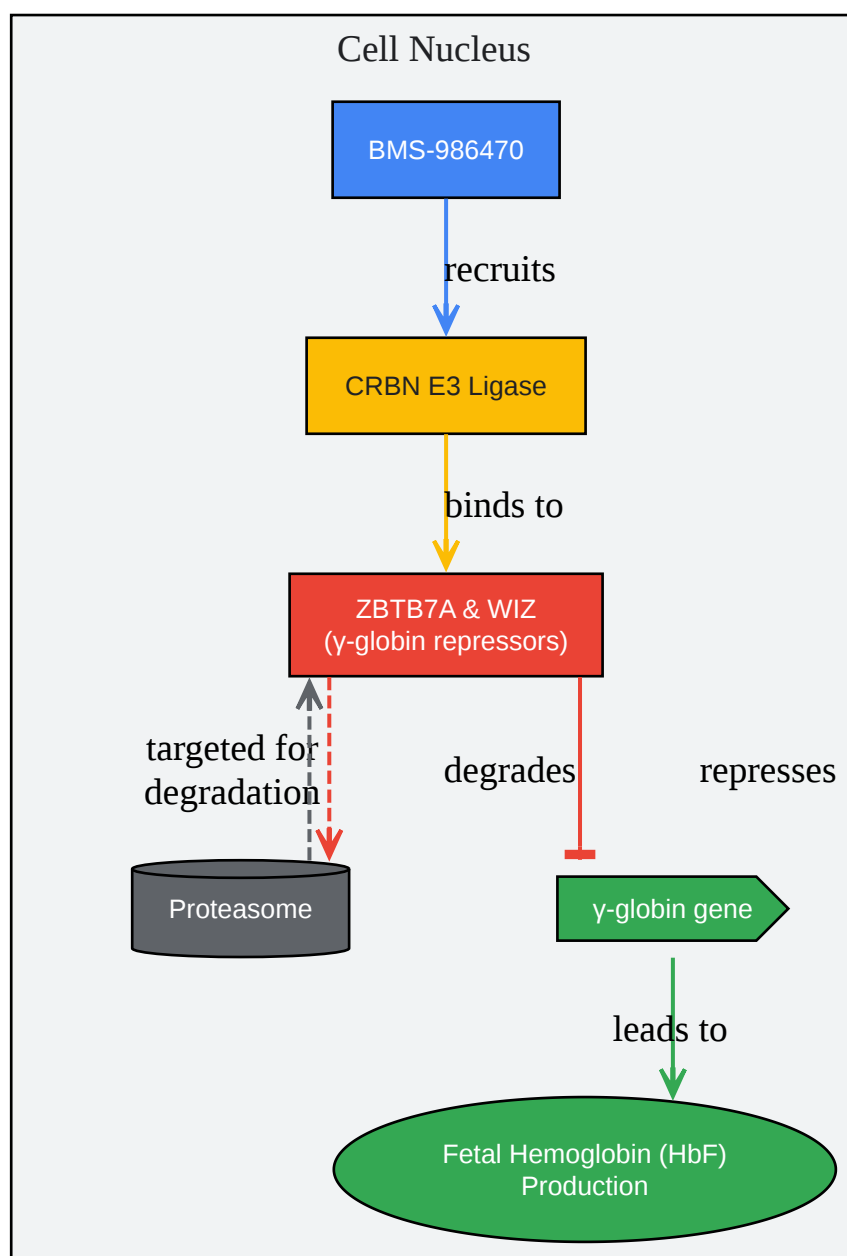 Cell Nucleus
BMS-986470
recruits
CRBN E3 Ligase
binds to
ZBTB7A & WIZ
(γ-globin repressors)
targeted for
degradation
degrades
represses
Proteasome
γ-globin gene
leads to
Fetal Hemoglobin (HbF)
Production